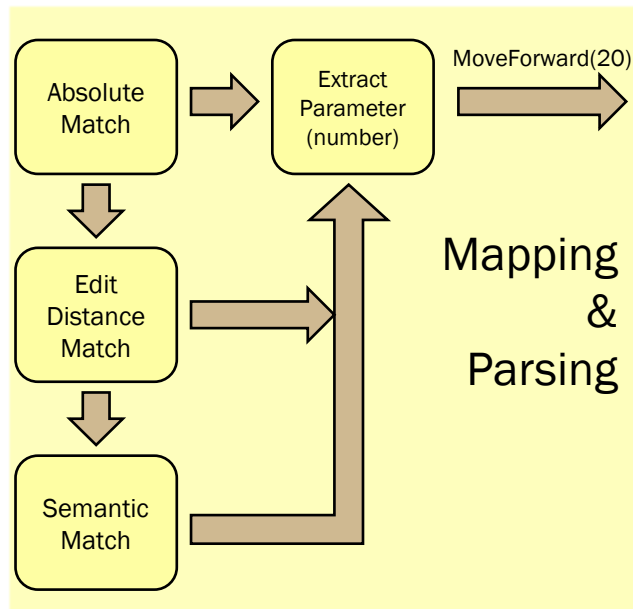 Absolute
Match
Extract
Parameter
(number)
MoveForward(20)
Edit
Distance
Match
Mapping
&
Parsing
Semantic
Match